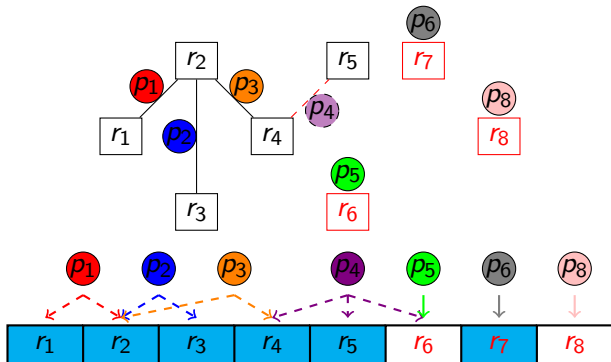 p6
r2 r5 r7
p1 p3 p4 p8
r1 p2 r4 r8
p5
r3 r6
p1 p2 p3 p4 p5 p6 p8
r1 r2 r3 r4 r5 r6 r7 r8